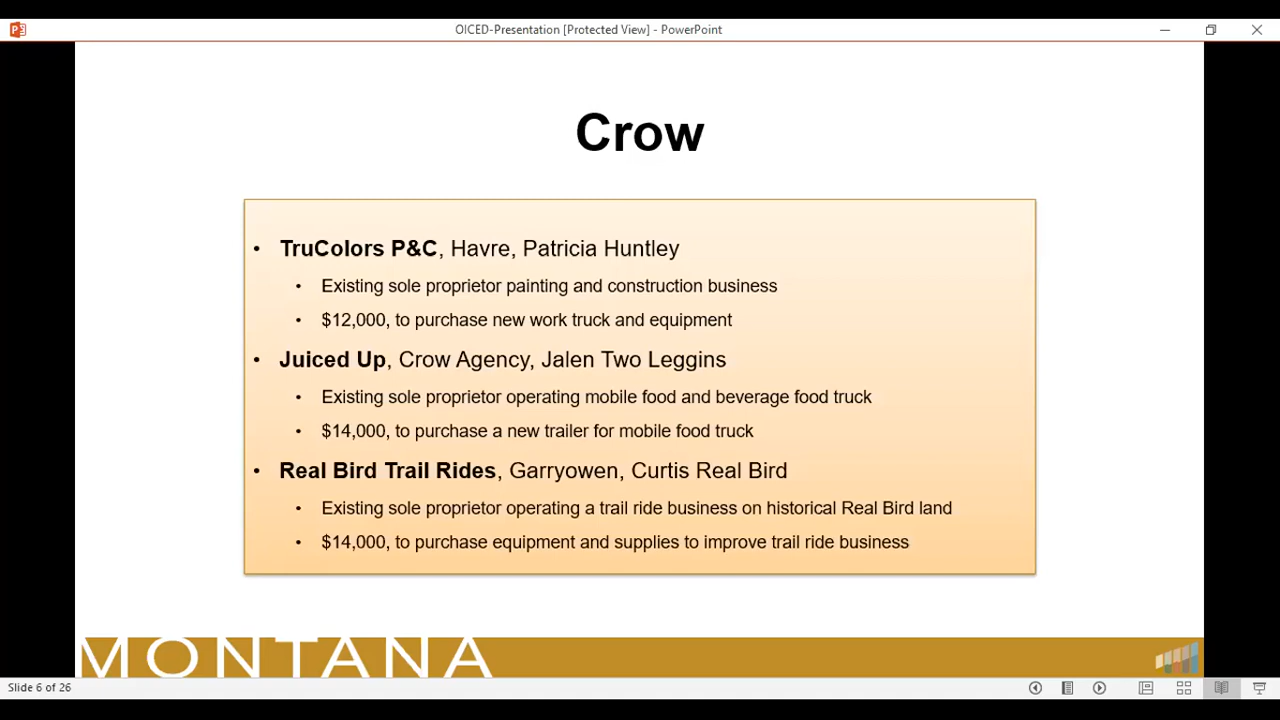 OICED-Presentation [Protected View] - PowerPoint
Crow
• TruColors P&C, Havre, Patricia Huntley
• Existing sole proprietor painting and construction business
• $12,000, to purchase new work truck and equipment
• Juiced Up, Crow Agency, Jalen Two Leggins
• Existing sole proprietor operating mobile food and beverage food truck
• $14,000, to purchase a new trailer for mobile food truck
• Real Bird Trail Rides, Garryowen, Curtis Real Bird
• Existing sole proprietor operating a trail ride business on historical Real Bird land
• $14,000, to purchase equipment and supplies to improve trail ride business
MONTANA
Slide 6 of 26